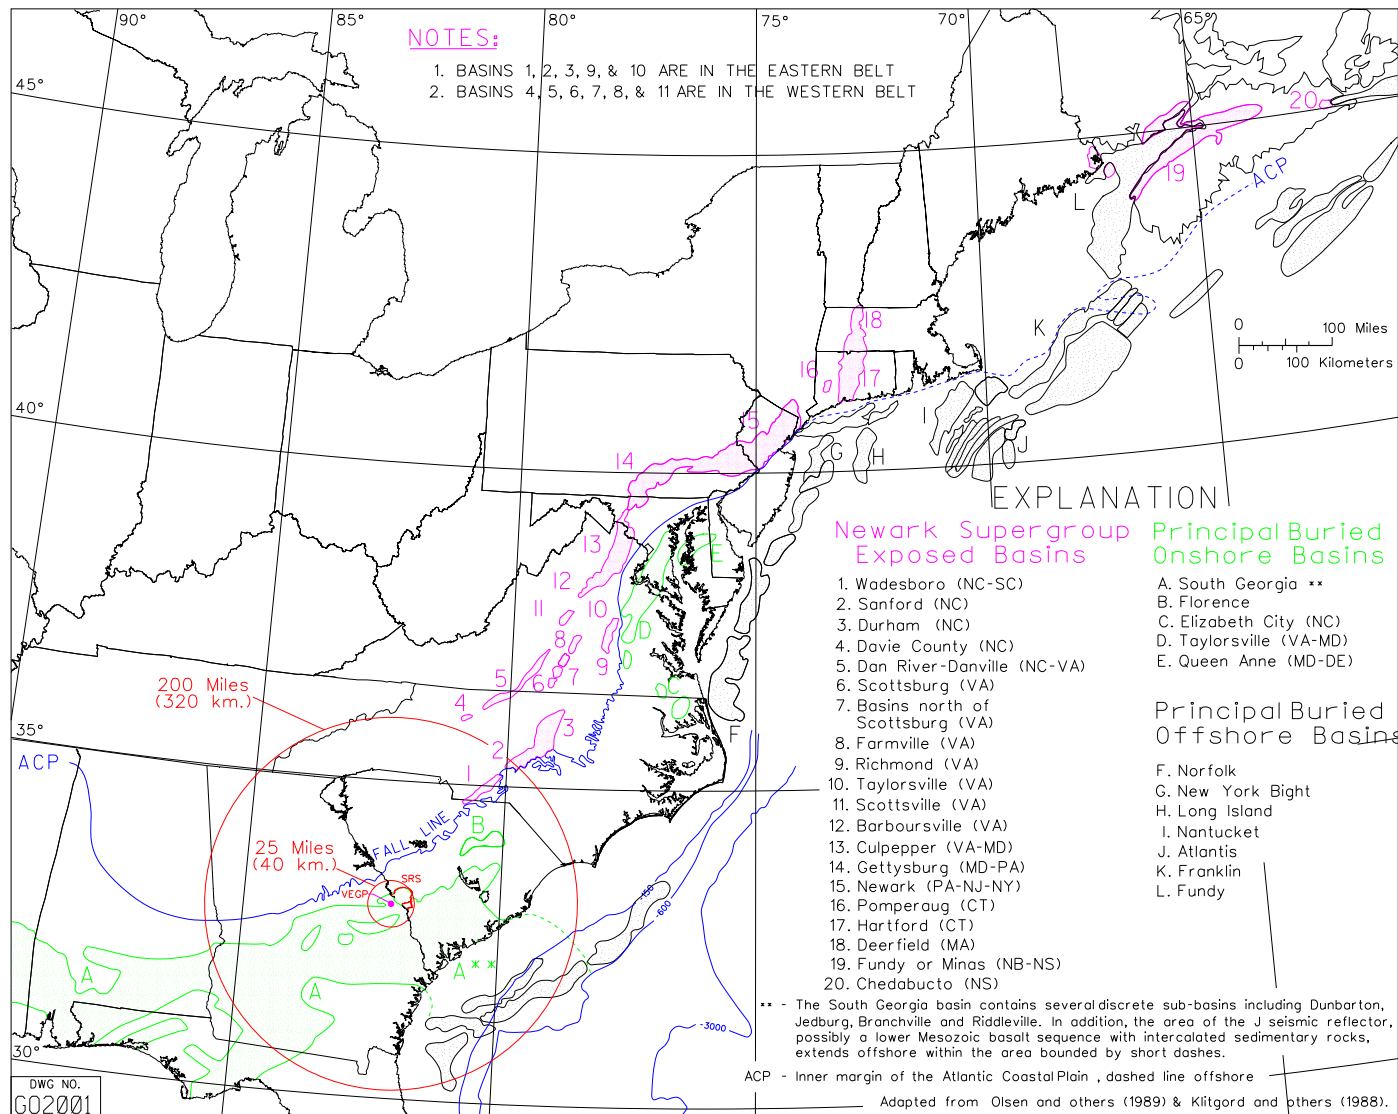 90°
85°
80°
75°
70°
65°
NOTES:
1. BASINS 1, 2, 3, 9, & 10 ARE IN THE EASTERN BELT
2. BASINS 4, 5, 6, 7, 8, & 11 ARE IN THE WESTERN BELT
45°
20
Y
19
L
ACP
K
0 100 Miles
0 100 Kilometers
18
16
17
40°
5
I
J
14
G
H
EXPLANATION
Newark Supergroup
Exposed Basins
1. Wadesboro (NC-SC)
2. Sanford (NC)
3. Durham (NC)
4. Davie County (NC)
5. Dan River-Danville (NC-VA)
6. Scottsburg (VA)
7. Basins north of
Scottsburg (VA)
8. Farmville (VA)
9. Richmond (VA)
10. Taylorsville (VA)
11. Scottsville (VA)
12. Barboursville (VA)
13. Culpepper (VA-MD)
14. Gettysburg (MD-PA)
15. Newark (PA-NJ-NY)
16. Pomperaug (CT)
17. Hartford (CT)
18. Deerfield (MA)
19. Fundy or Minas (NB-NS)
20. Chedabucto (NS)
Principal Buried
Onshore Basins
A. South Georgia **
B. Florence
C. Elizabeth City (NC)
D. Taylorsville (VA-MD)
E. Queen Anne (MD-DE)
Principal Buried
Offshore Basins
F. Norfolk
G. New York Bight
H. Long Island
I. Nantucket
J. Atlantis
K. Franklin
L. Fundy
13
E
12
11
10
D
8
9
7
6
5
C
4
3
F
2
1
200 Miles
(320 km.)
35°
ACP
FALL LINE
B
25 Miles
(40 km.)
SRS
VEGP
-150
-600
A
A
A **
-3000
30°
** - The South Georgia basin contains several discrete sub-basins including Dunbarton,
Jedburg, Branchville and Riddleville. In addition, the area of the J seismic reflector,
possibly a lower Mesozoic basalt sequence with intercalated sedimentary rocks,
extends offshore within the area bounded by short dashes.
ACP - Inner margin of the Atlantic Coastal Plain , dashed line offshore
Adapted from Olsen and others (1989) & Klitgord and others (1988).
DWG NO.
G02001